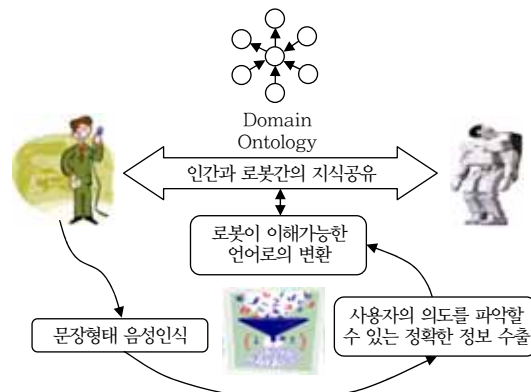 Domain
Ontology
인간과 로봇간의 지식공유
로봇이 이해가능한
언어로의 변환
문장형태 음성인식
사용자의 의도를 파악할
수 있는 정확한 정보 수출